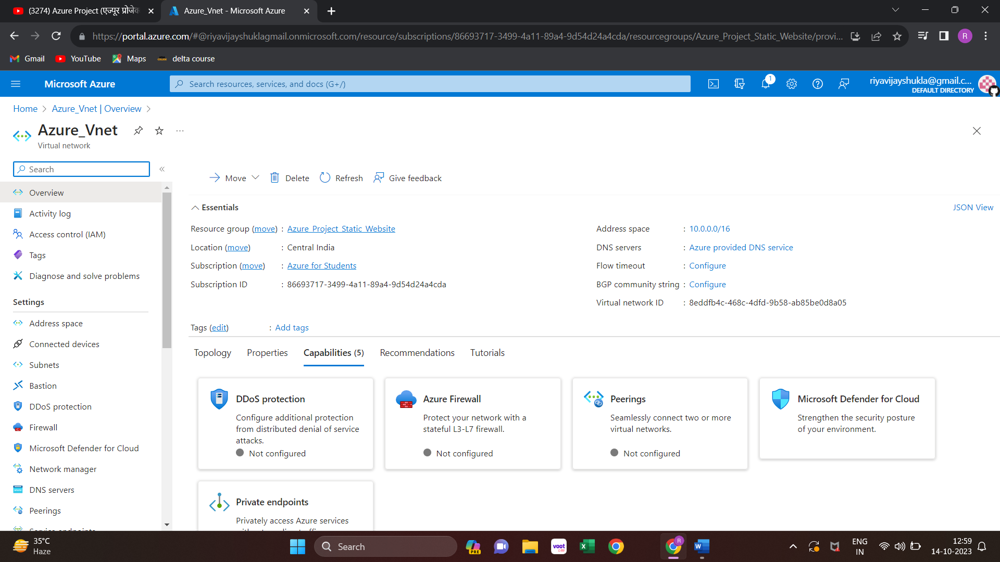 (3274) Azure Project (एज्यूर प्रोजेक
Azure_Vnet - Microsoft Azure
https://portal.azure.com/#@riyavijayshuklagmail.onmicrosoft.com/resource/subscriptions/86693717-3499-4a11-89a4-9d54d24a4cda/resourcegroups/Azure_Project_Static_Website/provi...
R
Gmail
YouTube
Maps
delta course
Microsoft Azure
Search resources, services, and docs (G+/)
1
riyavijayshukla@gmail.c...
DEFAULT DIRECTORY
Home > Azure_Vnet | Overview >
Azure_Vnet
Virtual network
Search
Move
Delete
Refresh
Give feedback
Overview
Activity log
Access control (IAM)
Tags
Diagnose and solve problems
Settings
Address space
Connected devices
Subnets
Bastion
DDoS protection
Firewall
Microsoft Defender for Cloud
Network manager
DNS servers
Peerings
Essentials
JSON View
Resource group (move) : Azure_Project_Static_Website
Location (move) : Central India
Subscription (move) : Azure for Students
Subscription ID : 86693717-3499-4a11-89a4-9d54d24a4cda
Address space : 10.0.0.0/16
DNS servers : Azure provided DNS service
Flow timeout : Configure
BGP community string : Configure
Virtual network ID : 8eddfb4c-468c-4dfd-9b58-ab85be0d8a05
Tags (edit) : Add tags
Topology
Properties
Capabilities (5)
Recommendations
Tutorials
DDoS protection
Configure additional protection
from distributed denial of service
attacks.
Not configured
Azure Firewall
Protect your network with a
stateful L3-L7 firewall.
Not configured
Peerings
Seamlessly connect two or more
virtual networks.
Not configured
Microsoft Defender for Cloud
Strengthen the security posture
of your environment.
Private endpoints
Privately access Azure services
35°C
Haze
Search
PRE
voot
R
ENG
IN
12:59
14-10-2023